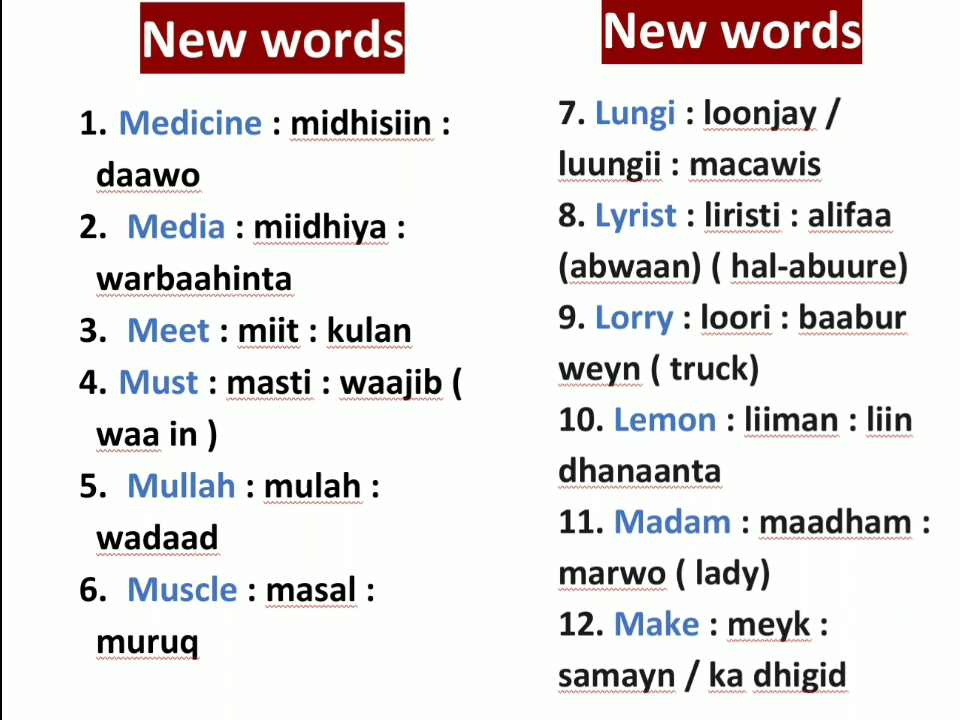 New words
1. Medicine : midhisiin :
daawo
2. Media : miidhiya :
warbaahinta
3. Meet : miit : kulan
4. Must : masti : waajib (
waa in )
5. Mullah : mulah :
wadaad
6. Muscle : masal :
muruq
New words
7. Lungi : loonjay /
luungii : macawis
8. Lyrist : liristi : alifaa
(abwaan) ( hal-abuure)
9. Lorry : loori : baabur
weyn ( truck)
10. Lemon : liiman : liin
dhanaanta
11. Madam : maadham :
marwo ( lady)
12. Make : meyk :
samayn / ka dhigid